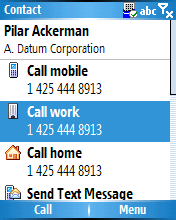 Contact abc
Pilar Ackerman
A. Datum Corporation
Call mobile
1 425 444 8913
Call work
1 425 444 8913
Call home
1 425 444 8913
Send Text Message
Call Menu